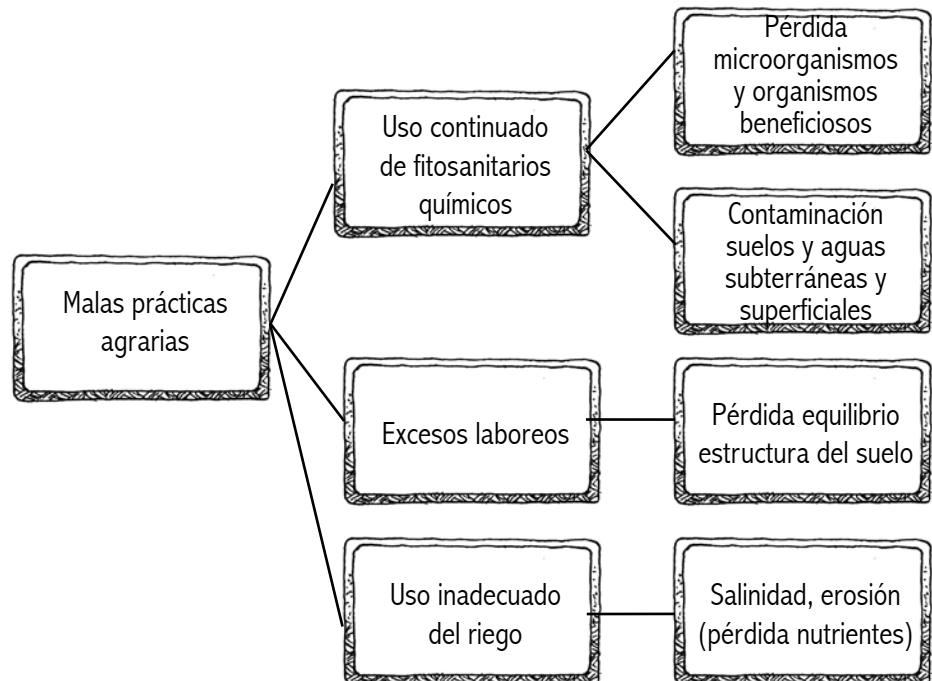 Malas prácticas
agrarias
Uso continuado
de fitosanitarios
químicos
Pérdida
microorganismos
y organismos
beneficiosos
Contaminación
suelos y aguas
subterráneas y
superficiales
Excesos laboreos
Pérdida equilibrio
estructura del suelo
Uso inadecuado
del riego
Salinidad, erosión
(pérdida nutrientes)